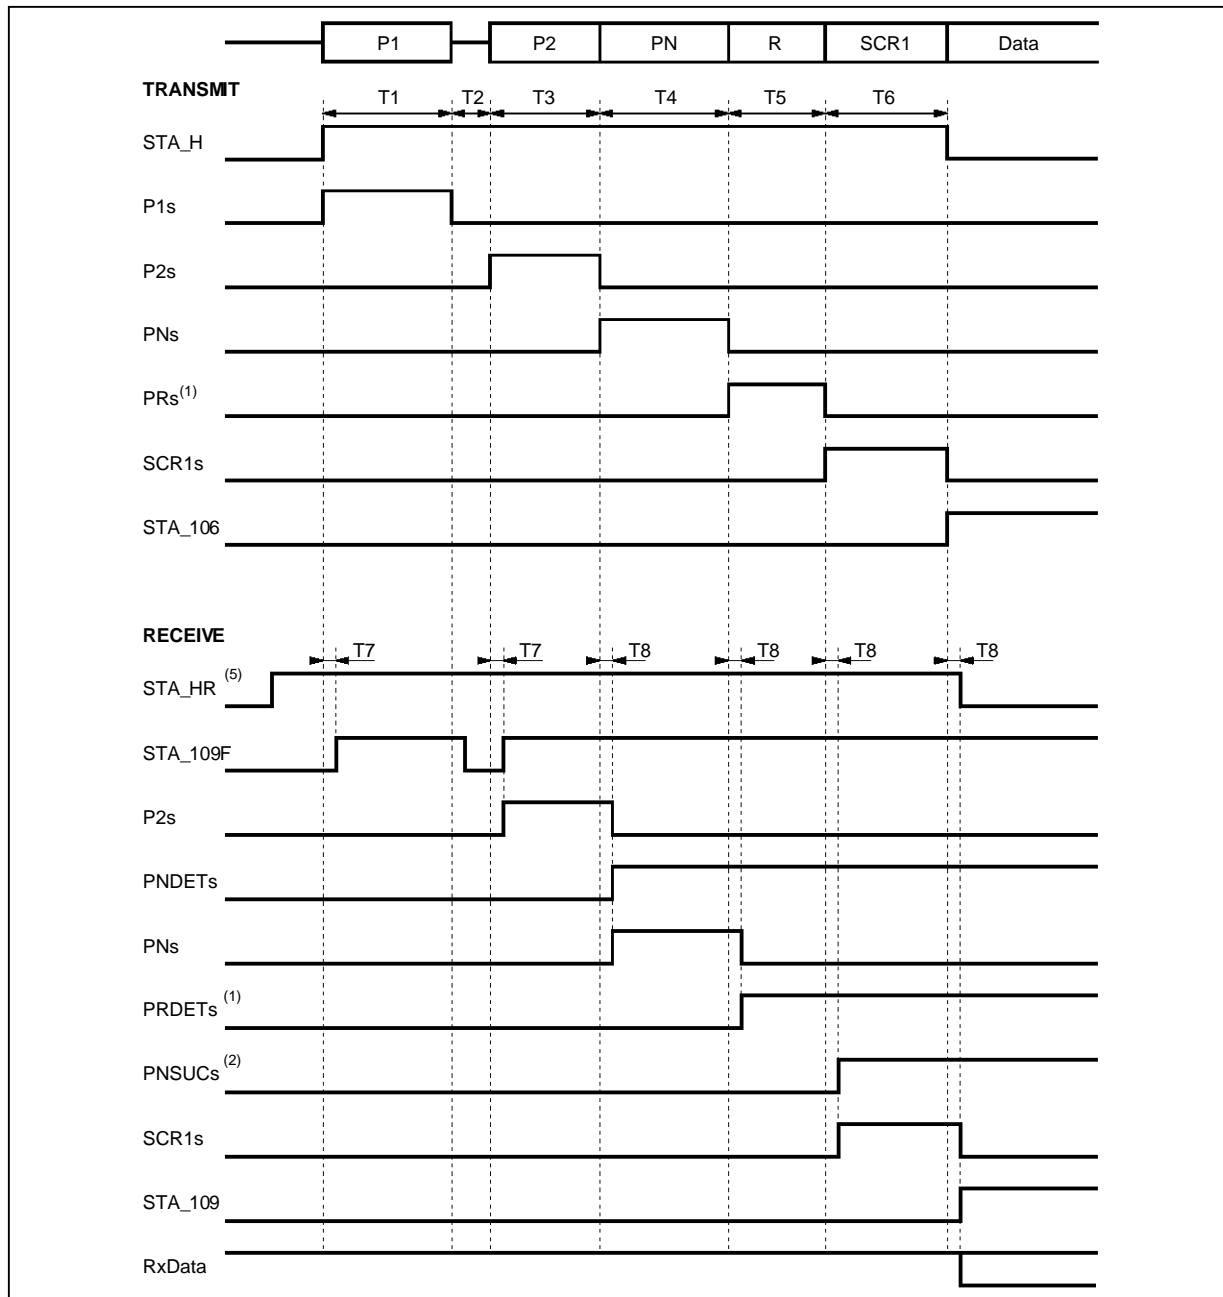 P1 P2 PN R SCR1 Data
TRANSMIT
T1 T2 T3 T4 T5 T6
STA_H
P1s
P2s
PNs
PRs(1)
SCR1s
STA_106
RECEIVE
T7 T7 T8 T8 T8 T8
STA_HR (5)
STA_109F
P2s
PNDETs
PNs
PRDETs (1)
PNSUCs (2)
SCR1s
STA_109
RxData